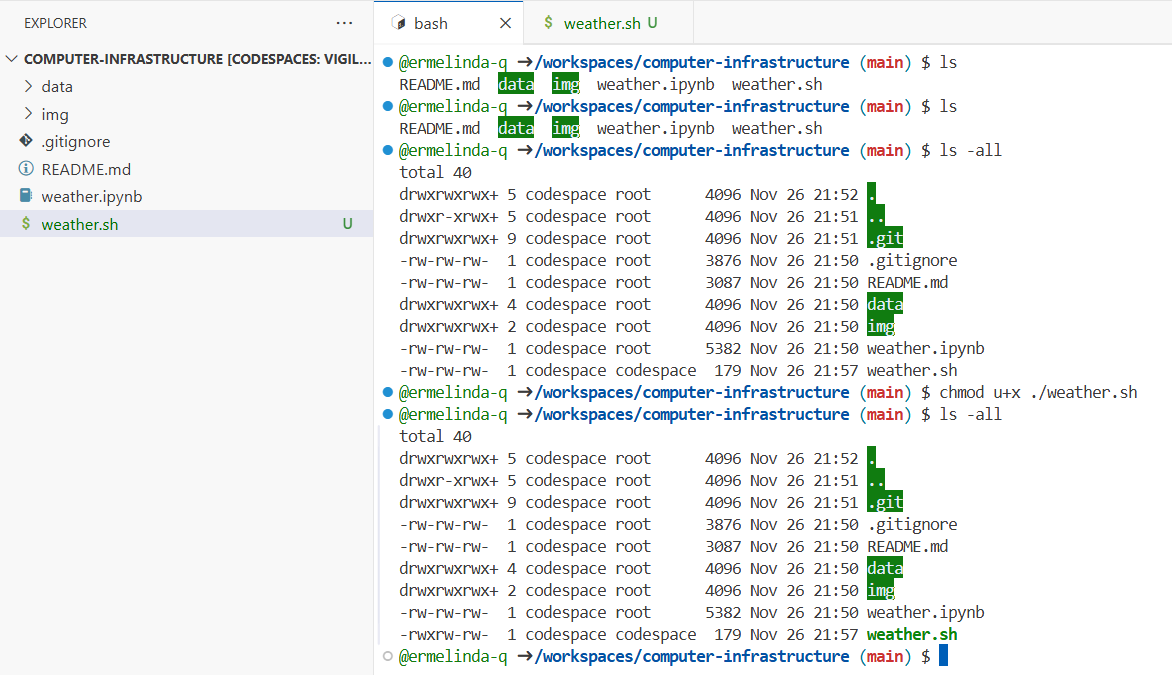 EXPLORER
...
COMPUTER-INFRASTRUCTURE [CODESPACES: VIGIL...
data
img
.gitignore
README.md
weather.ipynb
$ weather.sh U
bash
$ weather.sh U
@ermelinda-q ➜/workspaces/computer-infrastructure (main) $ ls
README.md data img weather.ipynb weather.sh
@ermelinda-q ➜/workspaces/computer-infrastructure (main) $ ls
README.md data img weather.ipynb weather.sh
@ermelinda-q ➜/workspaces/computer-infrastructure (main) $ ls -all
total 40
drwxrwxrwx+ 5 codespace root 4096 Nov 26 21:52 .
drwxr-xrwx+ 5 codespace root 4096 Nov 26 21:51 ..
drwxrwxrwx+ 9 codespace root 4096 Nov 26 21:51 .git
-rw-rw-rw- 1 codespace root 3876 Nov 26 21:50 .gitignore
-rw-rw-rw- 1 codespace root 3087 Nov 26 21:50 README.md
drwxrwxrwx+ 4 codespace root 4096 Nov 26 21:50 data
drwxrwxrwx+ 2 codespace root 4096 Nov 26 21:50 img
-rw-rw-rw- 1 codespace root 5382 Nov 26 21:50 weather.ipynb
-rw-rw-rw- 1 codespace codespace 179 Nov 26 21:57 weather.sh
@ermelinda-q ➜/workspaces/computer-infrastructure (main) $ chmod u+x ./weather.sh
@ermelinda-q ➜/workspaces/computer-infrastructure (main) $ ls -all
total 40
drwxrwxrwx+ 5 codespace root 4096 Nov 26 21:52 .
drwxr-xrwx+ 5 codespace root 4096 Nov 26 21:51 ..
drwxrwxrwx+ 9 codespace root 4096 Nov 26 21:51 .git
-rw-rw-rw- 1 codespace root 3876 Nov 26 21:50 .gitignore
-rw-rw-rw- 1 codespace root 3087 Nov 26 21:50 README.md
drwxrwxrwx+ 4 codespace root 4096 Nov 26 21:50 data
drwxrwxrwx+ 2 codespace root 4096 Nov 26 21:50 img
-rw-rw-rw- 1 codespace root 5382 Nov 26 21:50 weather.ipynb
-rwxrw-rw- 1 codespace codespace 179 Nov 26 21:57 weather.sh
@ermelinda-q ➜/workspaces/computer-infrastructure (main) $